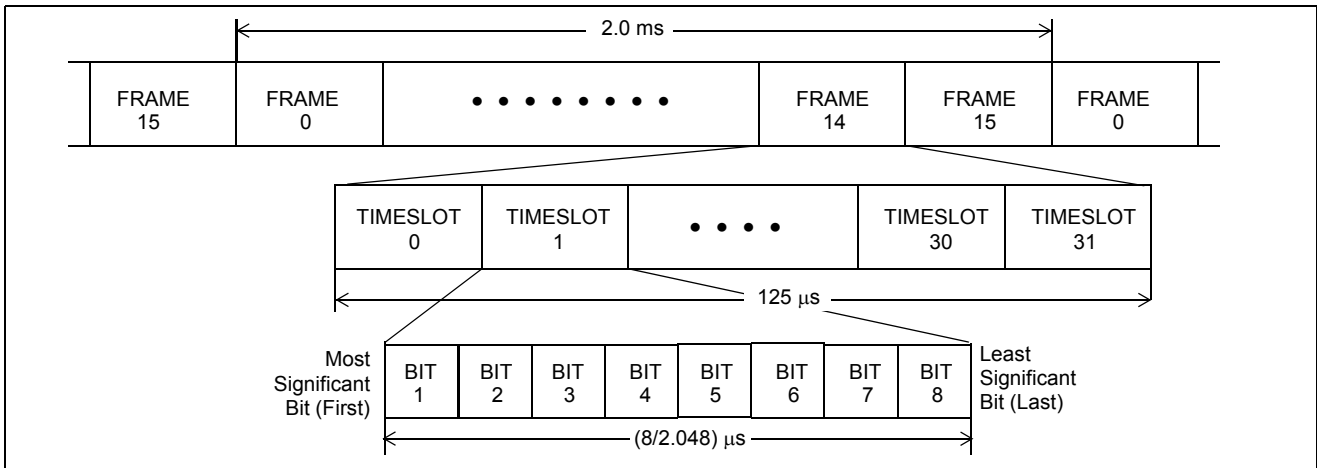 2.0 ms
FRAME 15
FRAME 0
FRAME 14
FRAME 15
FRAME 0
TIMESLOT 0
TIMESLOT 1
TIMESLOT 30
TIMESLOT 31
125 μs
Most Significant Bit (First)
BIT 1
BIT 2
BIT 3
BIT 4
BIT 5
BIT 6
BIT 7
BIT 8
Least Significant Bit (Last)
(8/2.048) μs